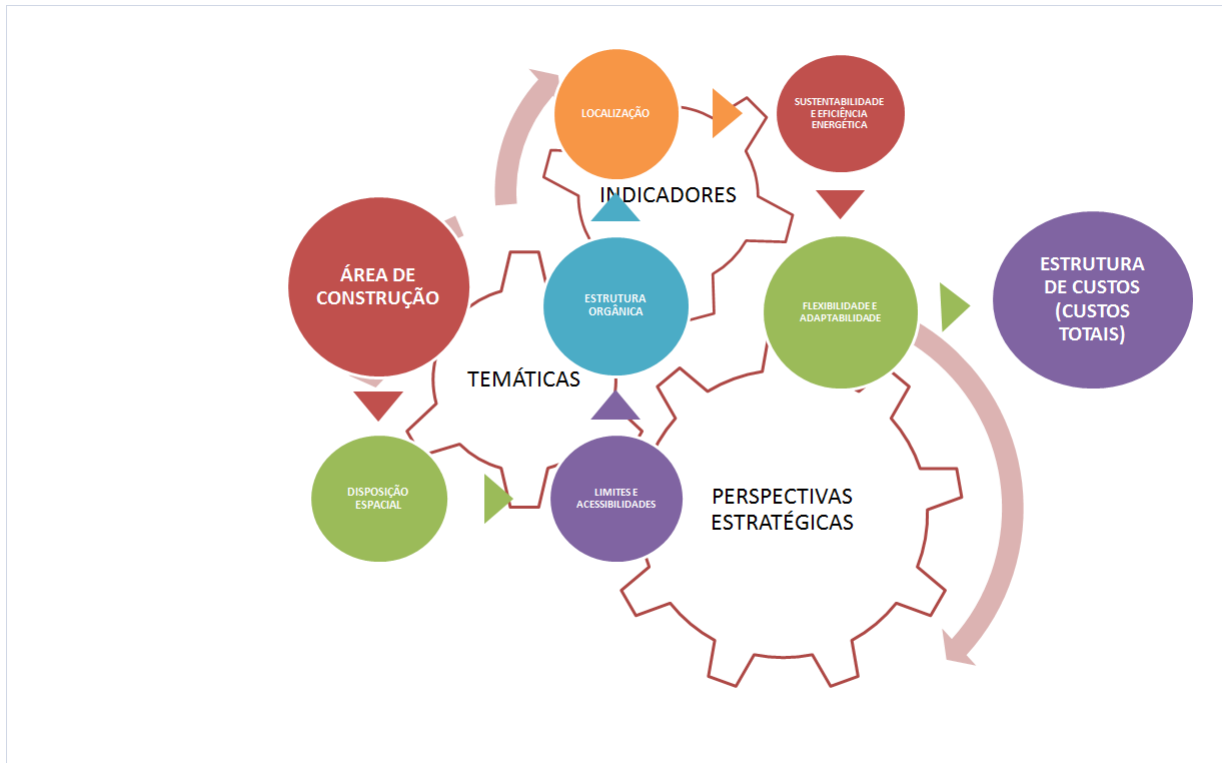 LOCALIZAÇÃO
SUSTENTABILIDADE
E EFICIÊNCIA
ENERGÉTICA
INDICADORES
ÁREA DE
CONSTRUÇÃO
ESTRUTURA
ORGÂNICA
FLEXIBILIDADE E
ADAPTABILIDADE
ESTRUTURA
DE CUSTOS
(CUSTOS
TOTAIS)
TEMÁTICAS
DISPOSIÇÃO
ESPACIAL
LIMITES E
ACESSIBILIDADES
PERSPECTIVAS
ESTRATÉGICAS